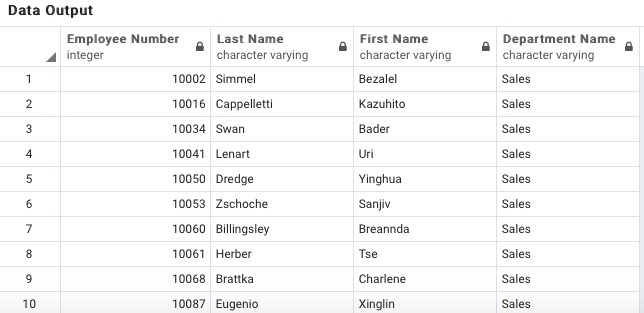 Data Output
Employee Number Last Name First Name Department Name
integer character varying character varying character varying
1 10002 Simmel Bezalel Sales
2 10016 Cappelletti Kazuhito Sales
3 10034 Swan Bader Sales
4 10041 Lenart Uri Sales
5 10050 Dredge Yinghua Sales
6 10053 Zschoche Sanjiv Sales
7 10060 Billingsley Breannda Sales
8 10061 Herber Tse Sales
9 10068 Brattka Charlene Sales
10 10087 Eugenio Xinglin Sales